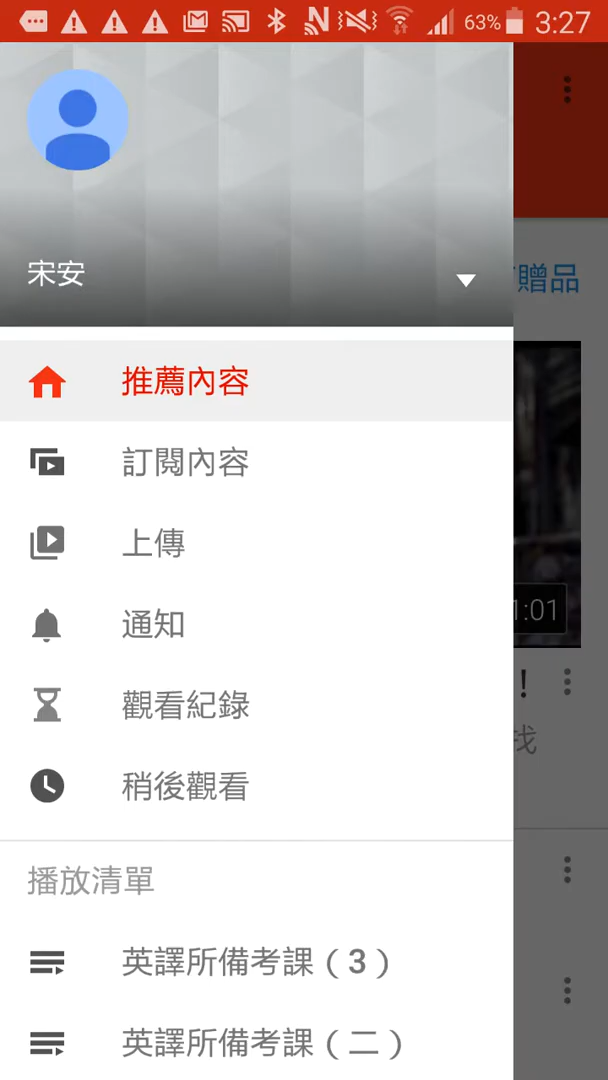 63% 3:27
宋安
贈品
推薦內容
訂閱內容
上傳
1:01
通知
！
觀看紀錄
找
稍後觀看
播放清單
英譯所備考課（3）
英譯所備考課（二）